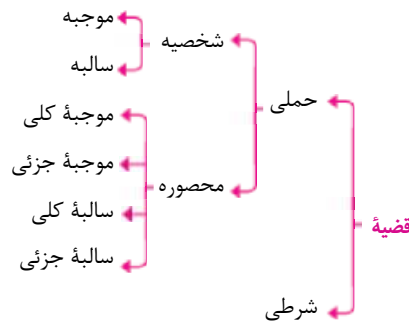 قضیهٔ
حملی
شرطی
شخصیه
محصوره
موجبه
سالبه
موجبهٔ کلی
موجبهٔ جزئی
سالبهٔ کلی
سالبهٔ جزئی